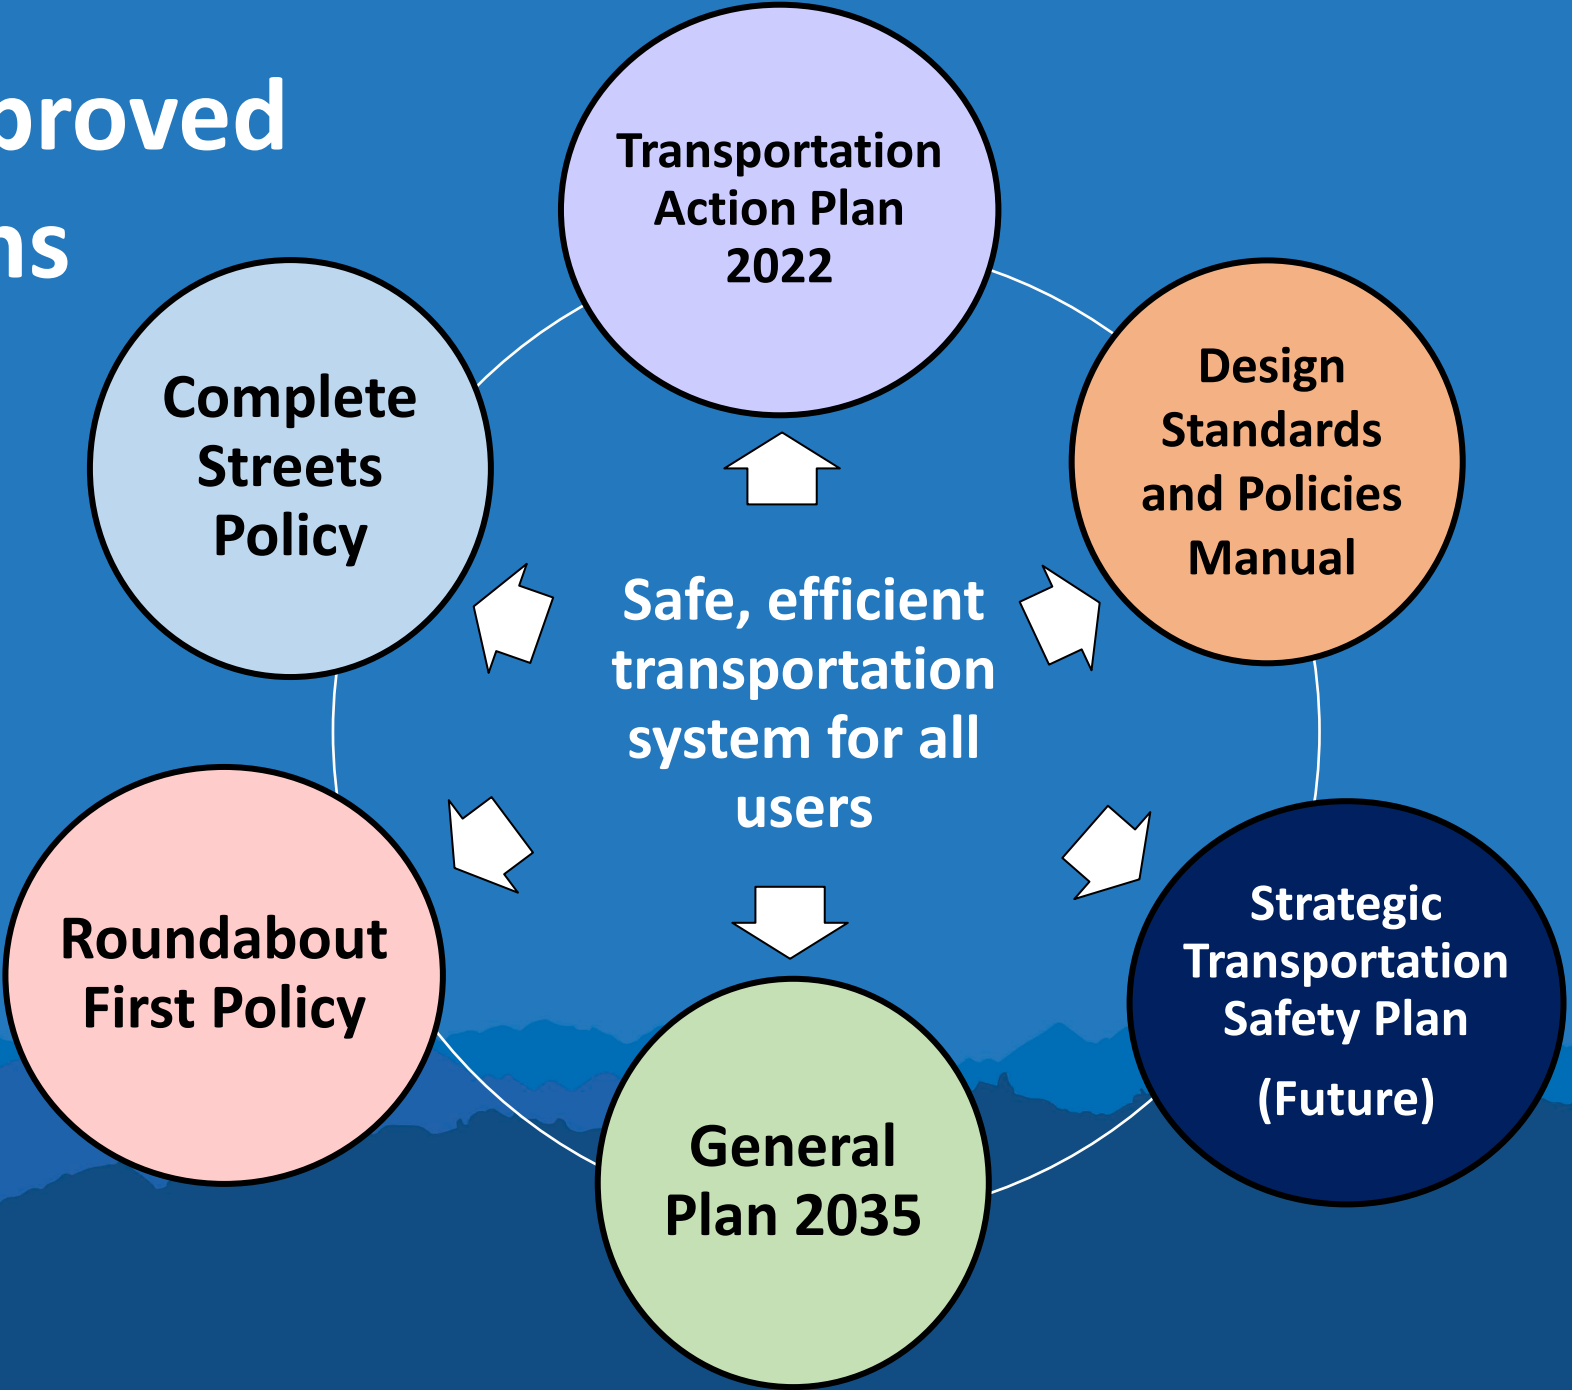 proved
ns
Transportation
Action Plan
2022
Complete
Streets
Policy
Design
Standards
and Policies
Manual
Safe, efficient
transportation
system for all
users
Roundabout
First Policy
Strategic
Transportation
Safety Plan
(Future)
General
Plan 2035